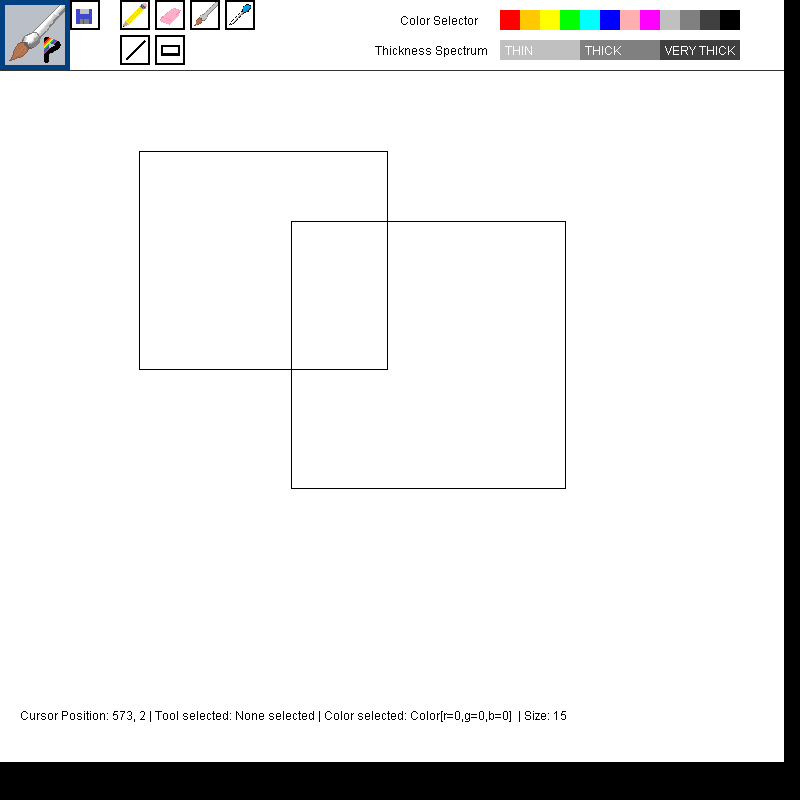 Color Selector
Thickness Spectrum THIN THICK VERY THICK
Cursor Position: 573, 2 | Tool selected: None selected | Color selected: Color[r=0,g=0,b=0] | Size: 15